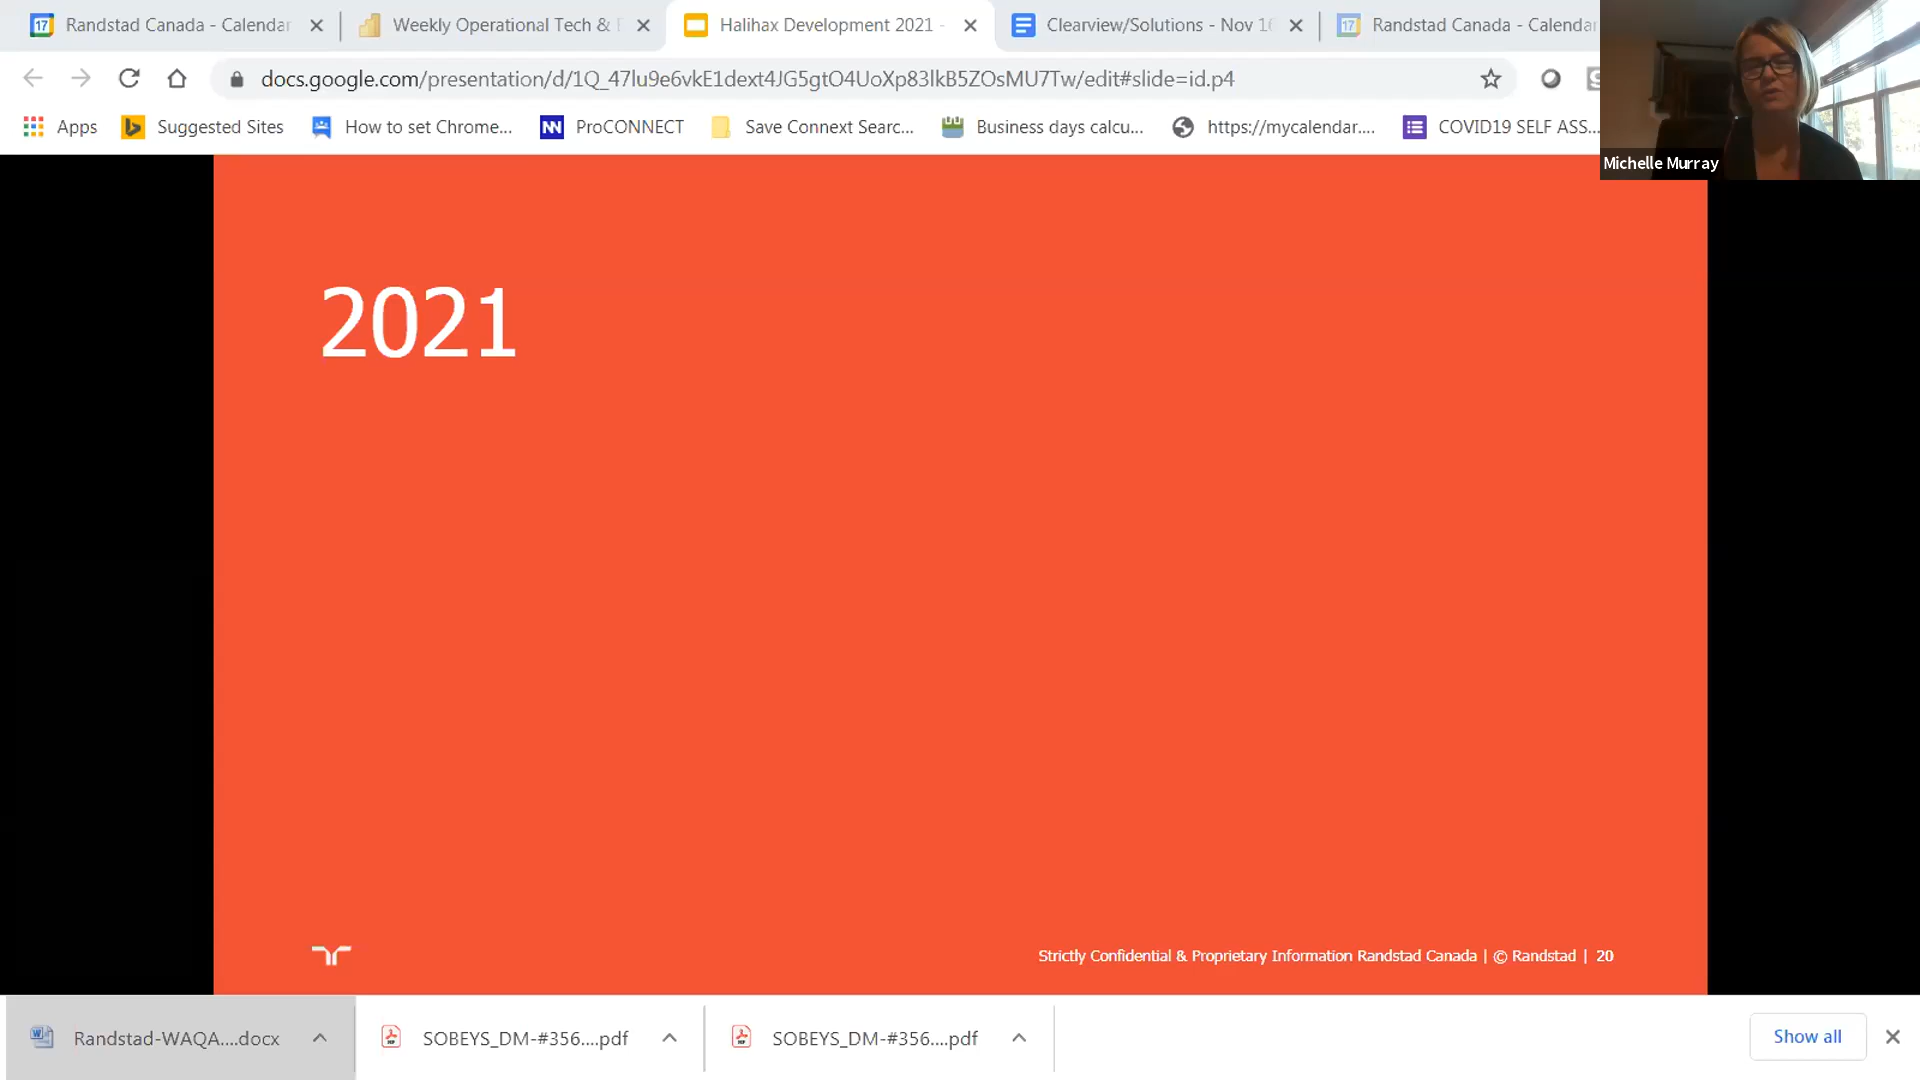 Randstad Canada - Calendar
Weekly Operational Tech &
Halihax Development 2021 -
Clearview/Solutions - Nov 16
Randstad Canada - Calendar
docs.google.com/presentation/d/1Q_47lu9e6vkE1dext4JG5gtO4UoXp83lkB5ZOsMU7Tw/edit#slide=id.p4
Apps
Suggested Sites
How to set Chrome...
ProCONNECT
Save Connext Searc...
Business days calcu...
https://mycalendar....
COVID19 SELF ASS...
Michelle Murray
2021
Strictly Confidential & Proprietary Information Randstad Canada | © Randstad | 20
Randstad-WAQA....docx
SOBEYS_DM-#356....pdf
SOBEYS_DM-#356....pdf
Show all